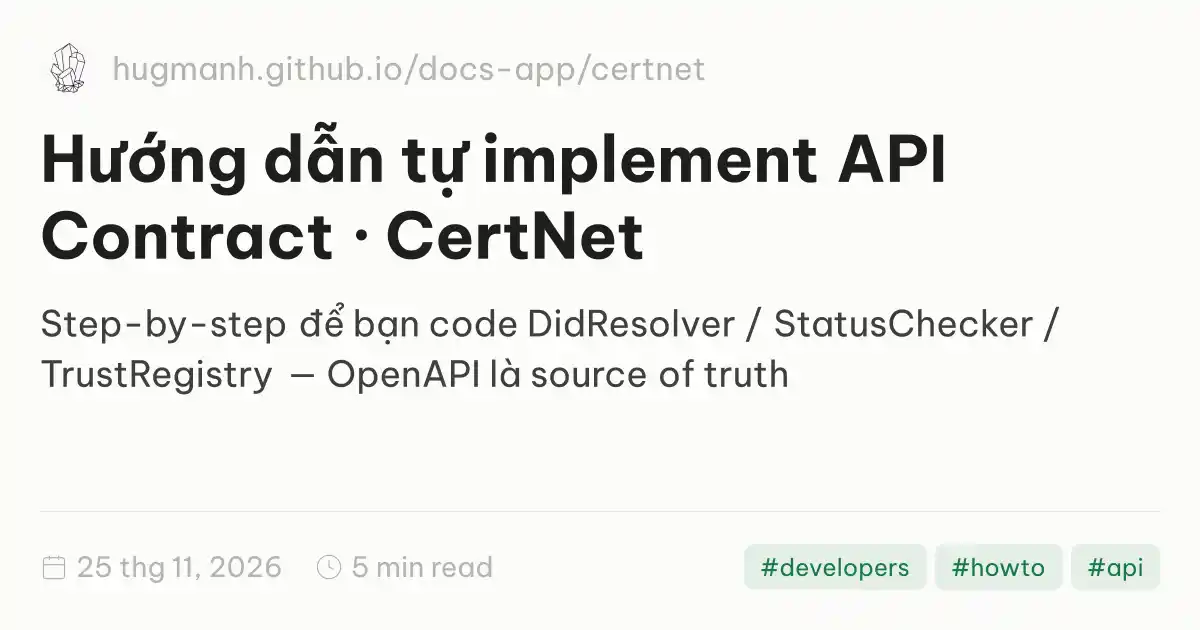 hugmanh.github.io/docs-app/certnet
Hướng dẫn tự implement API
Contract · CertNet
Step-by-step để bạn code DidResolver / StatusChecker /
TrustRegistry — OpenAPI là source of truth
25 thg 11, 2026
5 min read
#developers
#howto
#api